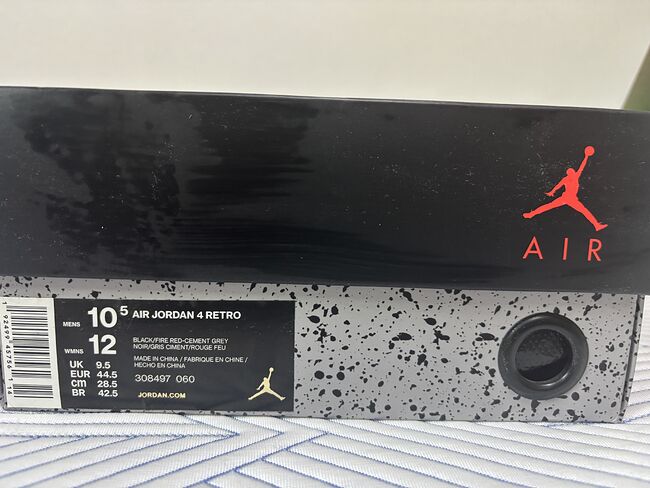 AIR
MENS 10 5 AIR JORDAN 4 RETRO
WMNS 12
BLACK/FIRE RED-CEMENT GREY
NOIR/GRIS CIMENT/ROUGE FEU
UK 9.5
EUR 44.5
cm 28.5
BR 42.5
MADE IN CHINA / FABRIQUE EN CHINE /
HECHO EN CHINA
308497 060
JORDAN.COM